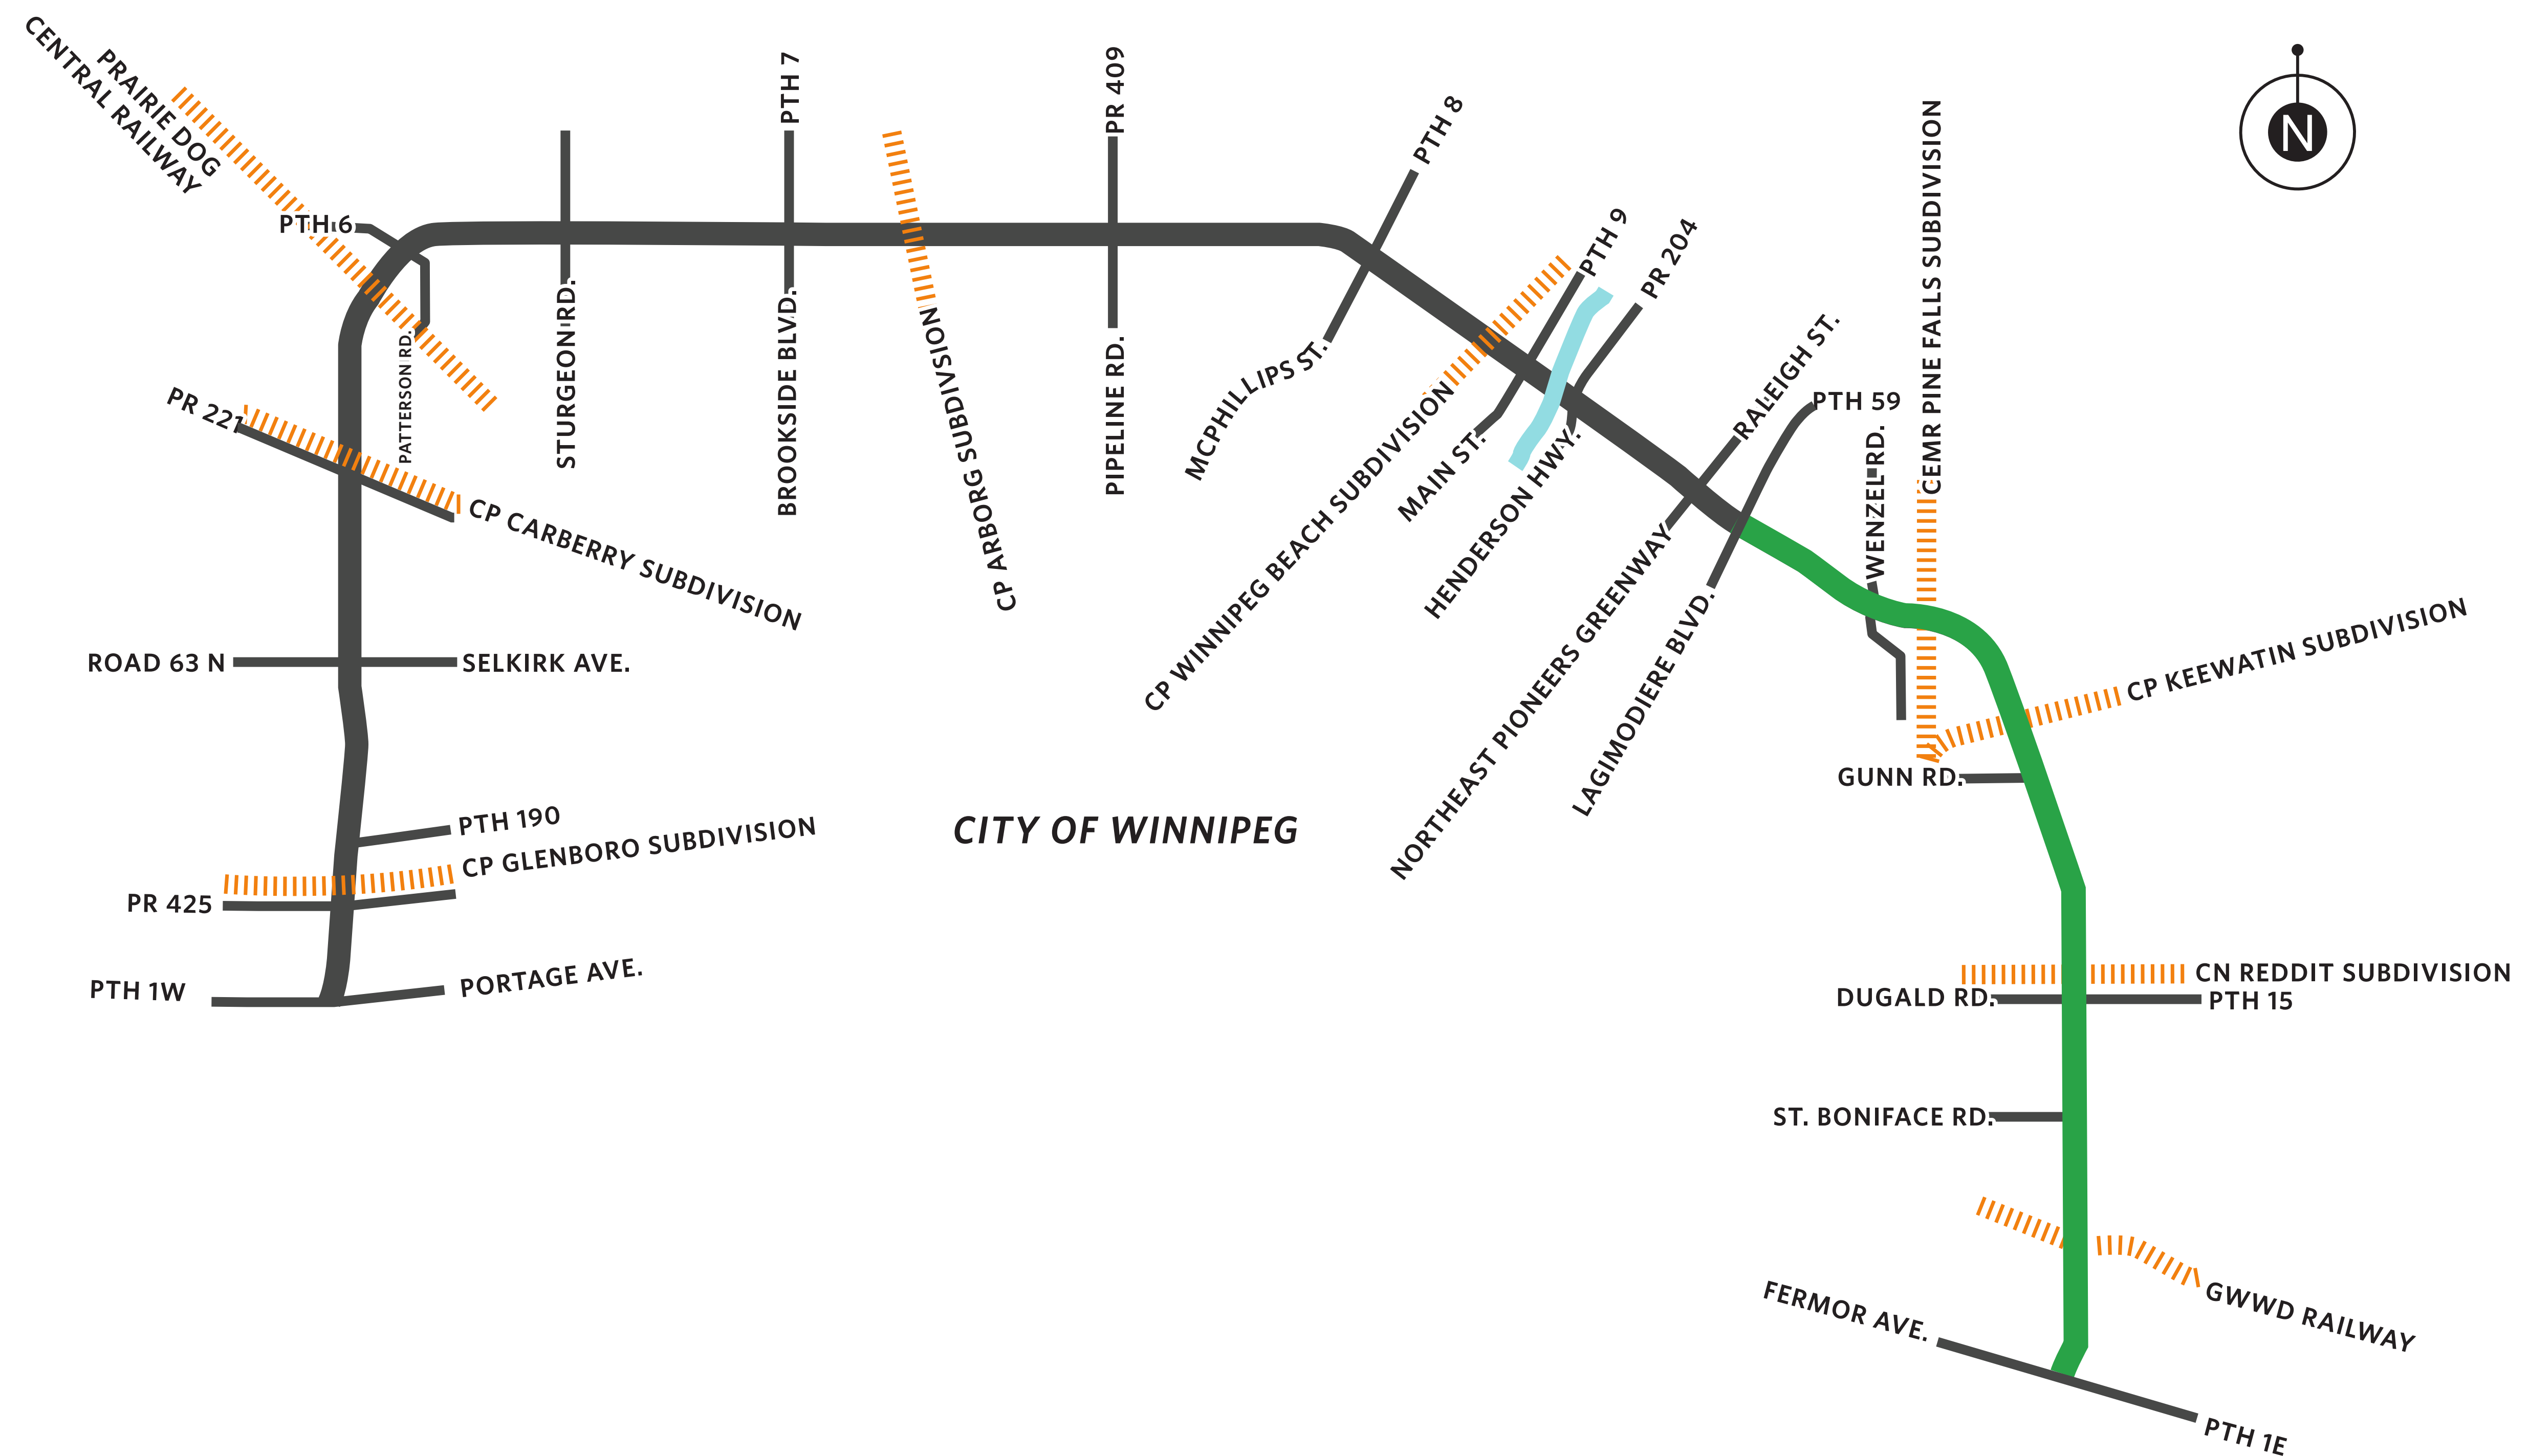 CENTRAL RAILWAY
PRAIRIE DOG
PTH 6
PATTERSON RD.
PTH 7
STURGEON RD.
BROOKSIDE BLVD.
CP ARBORG SUBDIVISION
PR 409
PIPELINE RD.
PTH 8
MCPHILLIPS ST.
CP WINNIPEG BEACH SUBDIVISION
PTH 9
MAIN ST.
PR 204
HENDERSON HWY.
RALEIGH ST.
NORTHEAST PIONEERS GREENWAY
PTH 59
LAGIMODIERE BLVD.
WENZEL RD.
CEMR PINE FALLS SUBDIVISION
N
PR 221
CP CARBERRY SUBDIVISION
ROAD 63 N
SELKIRK AVE.
CP KEEWATIN SUBDIVISION
GUNN RD.
PTH 190
CP GLENBORO SUBDIVISION
CITY OF WINNIPEG
PR 425
PTH 1W
PORTAGE AVE.
CN REDDIT SUBDIVISION
DUGALD RD.
PTH 15
ST. BONIFACE RD.
GWWD RAILWAY
FERMOR AVE.
PTH 1E